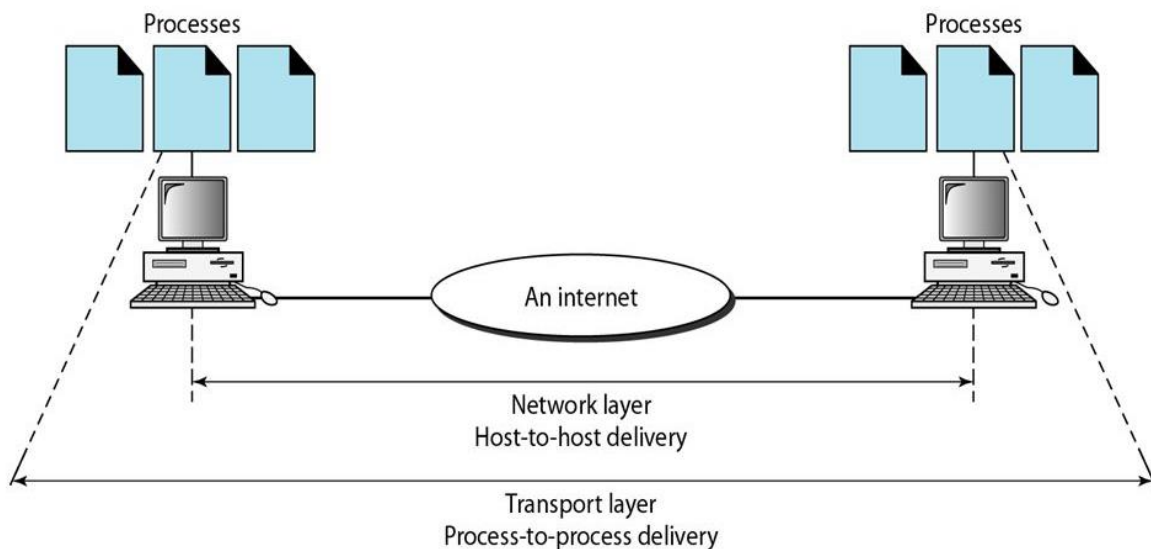 Processes
Processes
An internet
Network layer
Host-to-host delivery
Transport layer
Process-to-process delivery